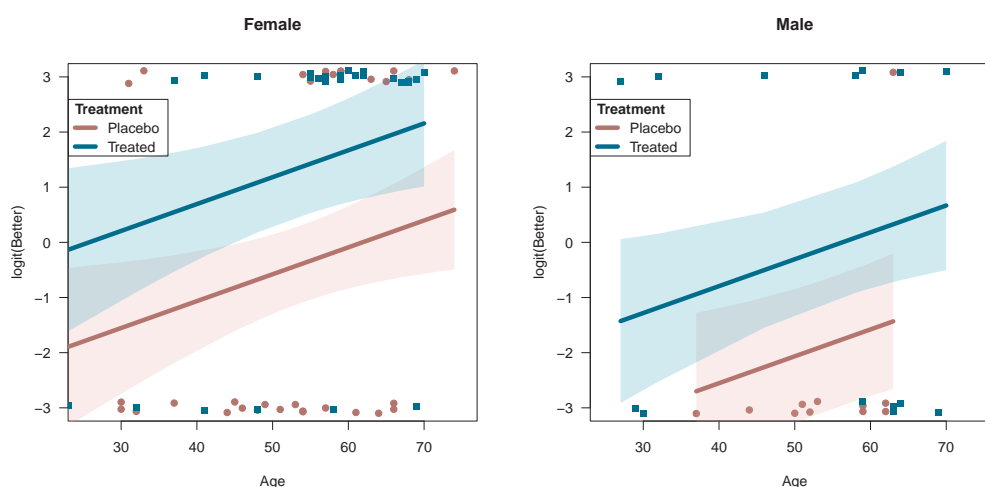 Female
3
2
1
0
−1
−2
−3
logit(Better)
Treatment
Placebo
Treated
30 40 50 60 70
Age
Male
3
2
1
0
−1
−2
−3
logit(Better)
Treatment
Placebo
Treated
30 40 50 60 70
Age